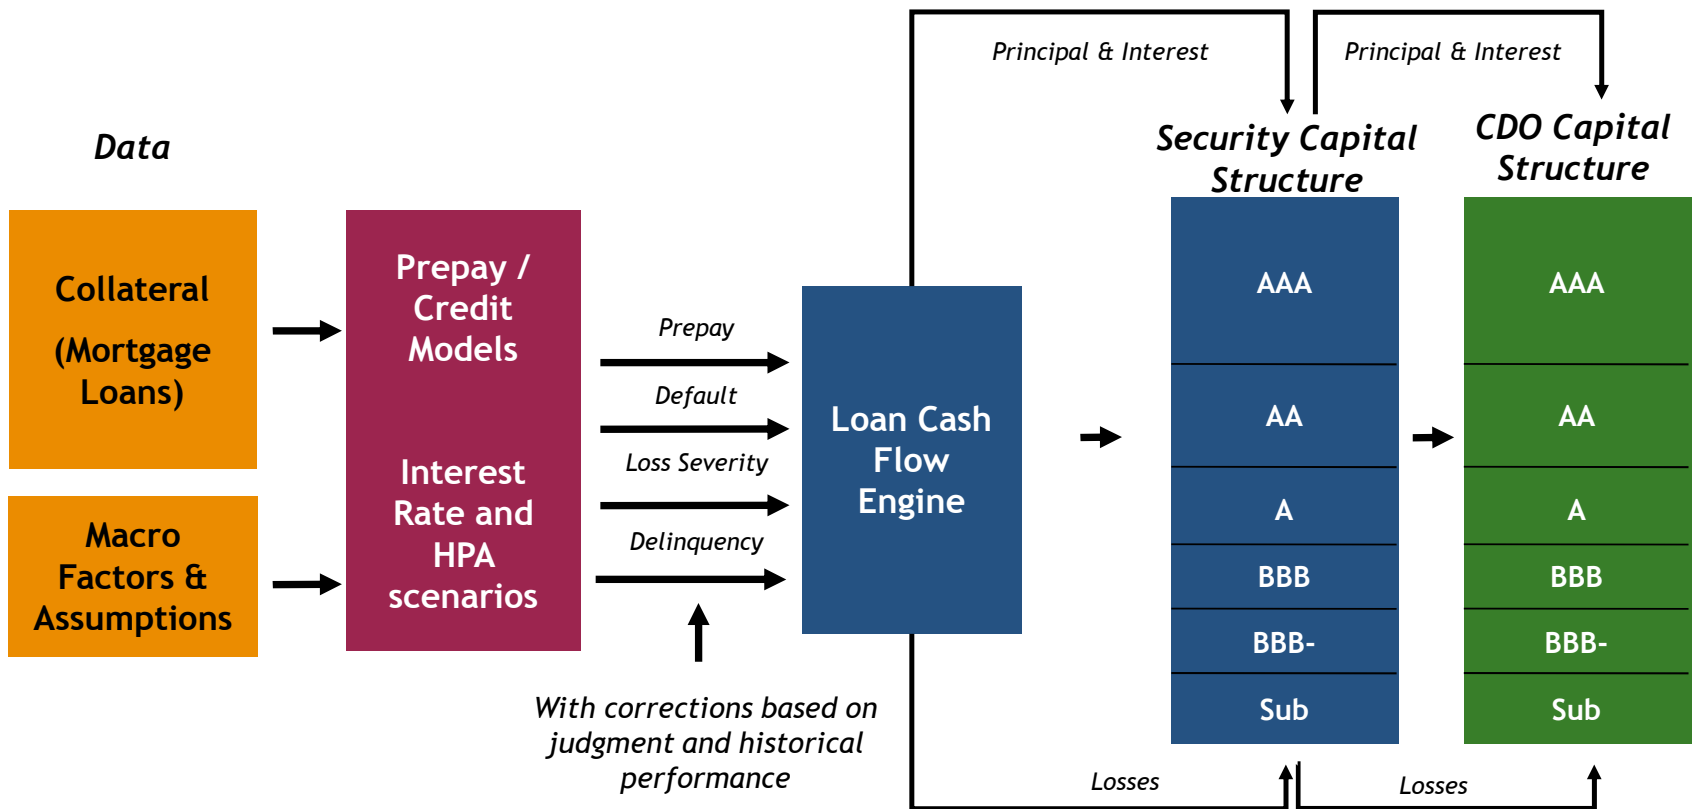 Data
Collateral
(Mortgage
Loans)
Macro
Factors &
Assumptions
Prepay /
Credit
Models
Interest
Rate and
HPA
scenarios
Prepay
Default
Loss Severity
Delinquency
With corrections based on
judgment and historical
performance
Loan Cash
Flow
Engine
Principal & Interest
Principal & Interest
Security Capital
Structure
AAA
AA
A
BBB
BBB-
Sub
CDO Capital
Structure
AAA
AA
A
BBB
BBB-
Sub
Losses
Losses